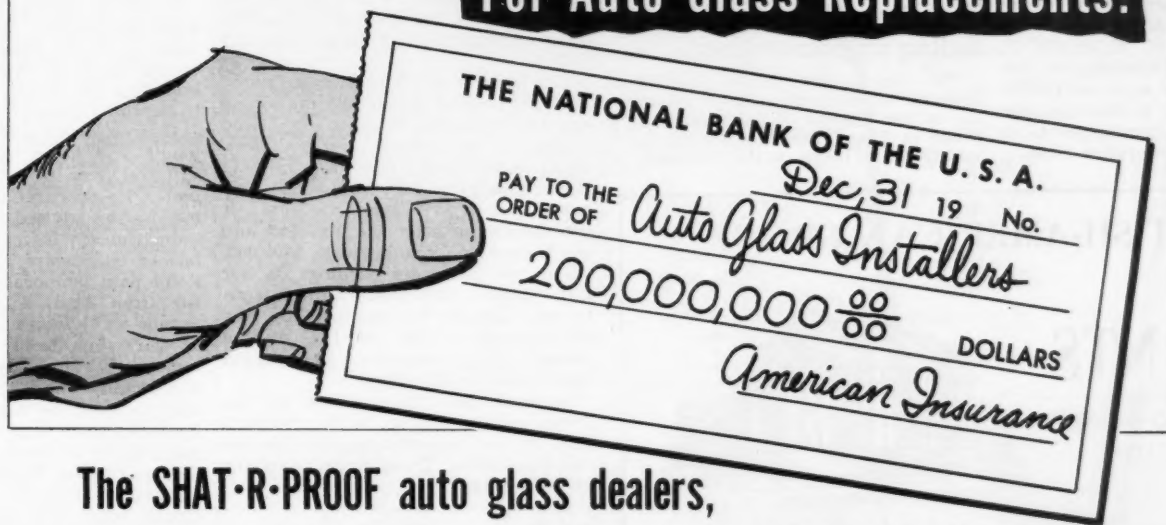 For Auto Glass Replacements!
THE NATIONAL BANK OF THE U. S. A.
Dec, 31 19 No.
PAY TO THE
ORDER OF Auto Glass Installers
200,000,000 00/00 DOLLARS
American Insurance
The SHAT•R•PROOF auto glass dealers,